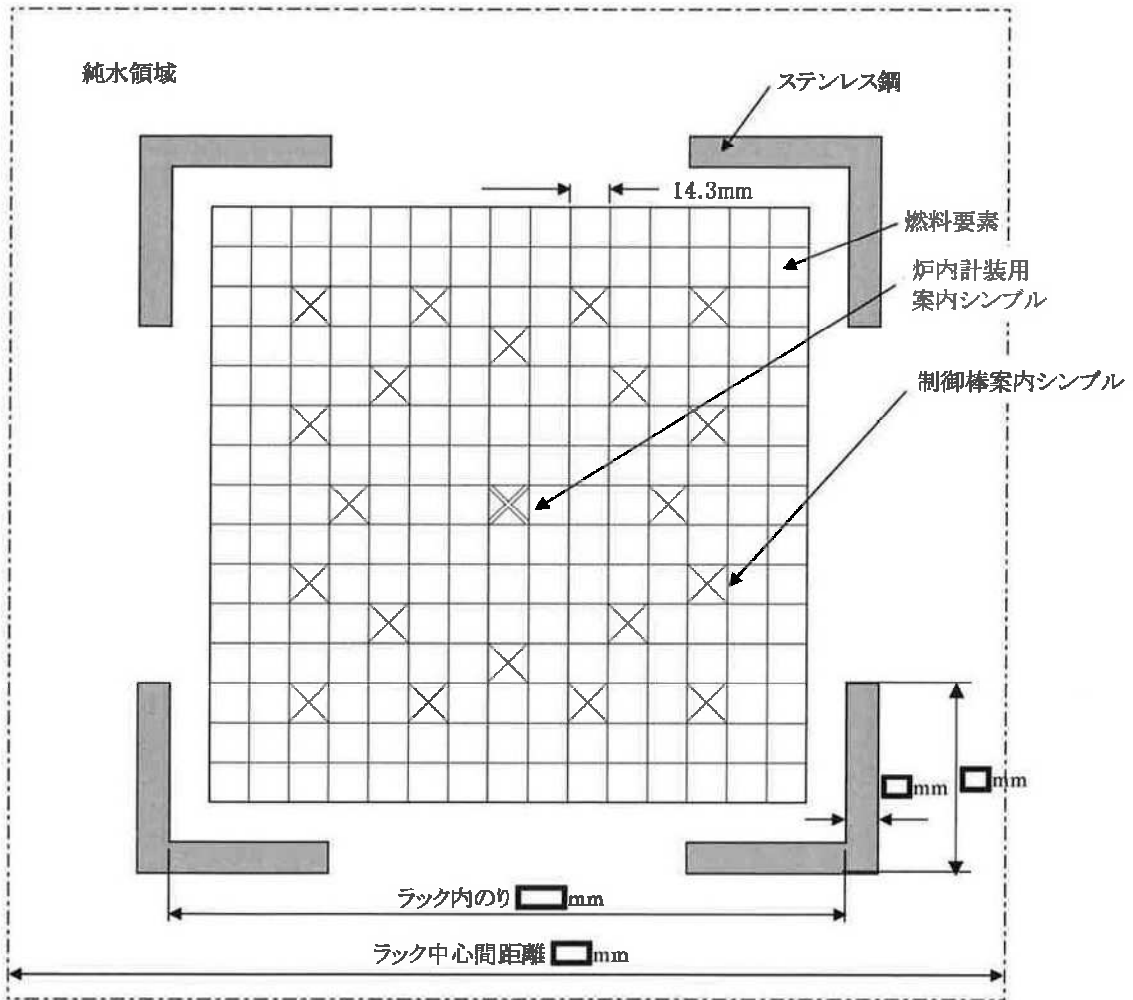 純水領域
ステンレス鋼
14.3mm
燃料要素
炉内計装用
案内シンブル
制御棒案内シンブル
mm
mm
ラック内のり mm
ラック中心間距離 mm